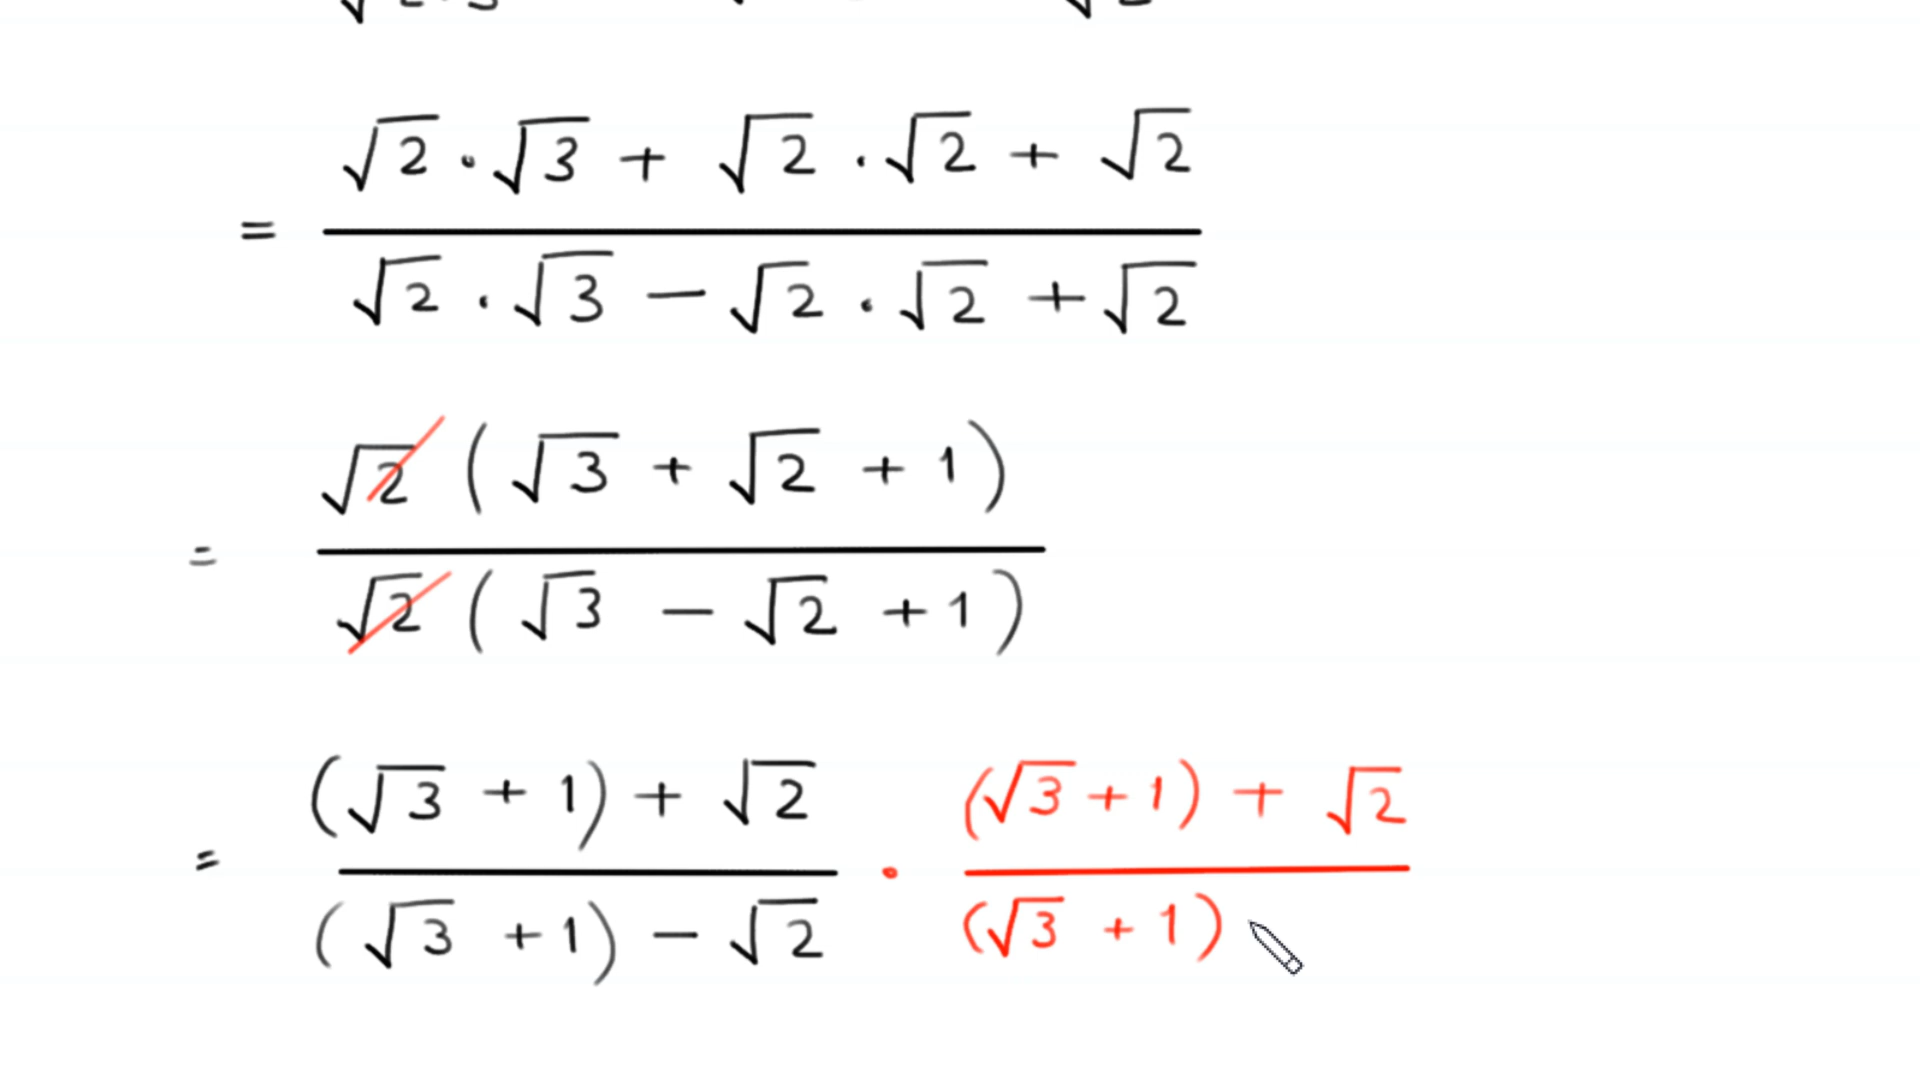 √2 · √3 + √2 · √2 + √2
=
√2 · √3 − √2 · √2 + √2
√2 (√3 + √2 + 1)
=
√2 (√3 − √2 + 1)
(√3 + 1) + √2 (√3 + 1) + √2
= ·
(√3 + 1) − √2 (√3 + 1)